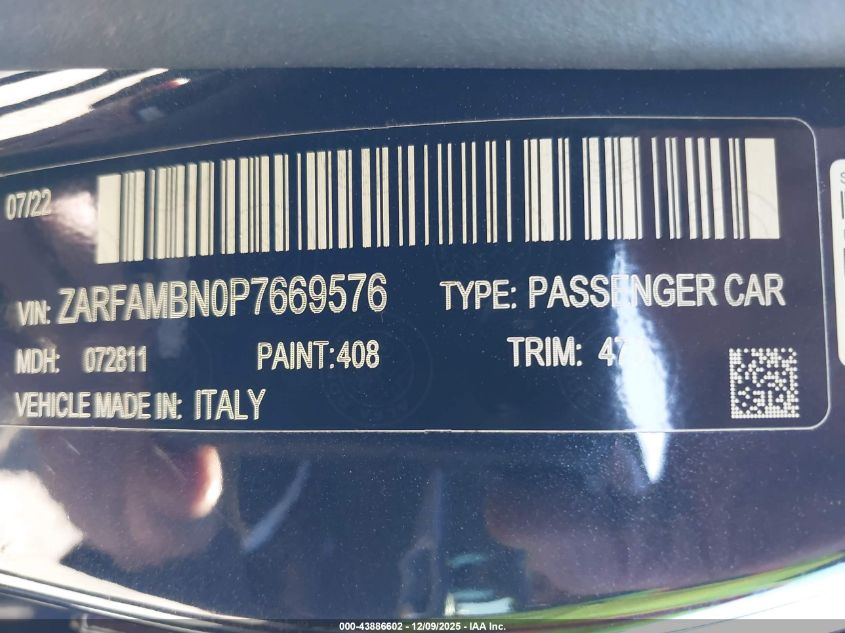 07/22
VIN: ZARFAMBN0P7669576 TYPE: PASSENGER CAR
MDH: 072811 PAINT:408 TRIM:
VEHICLE MADE IN: ITALY
000-43886602 - 12/09/2025 - IAA Inc.